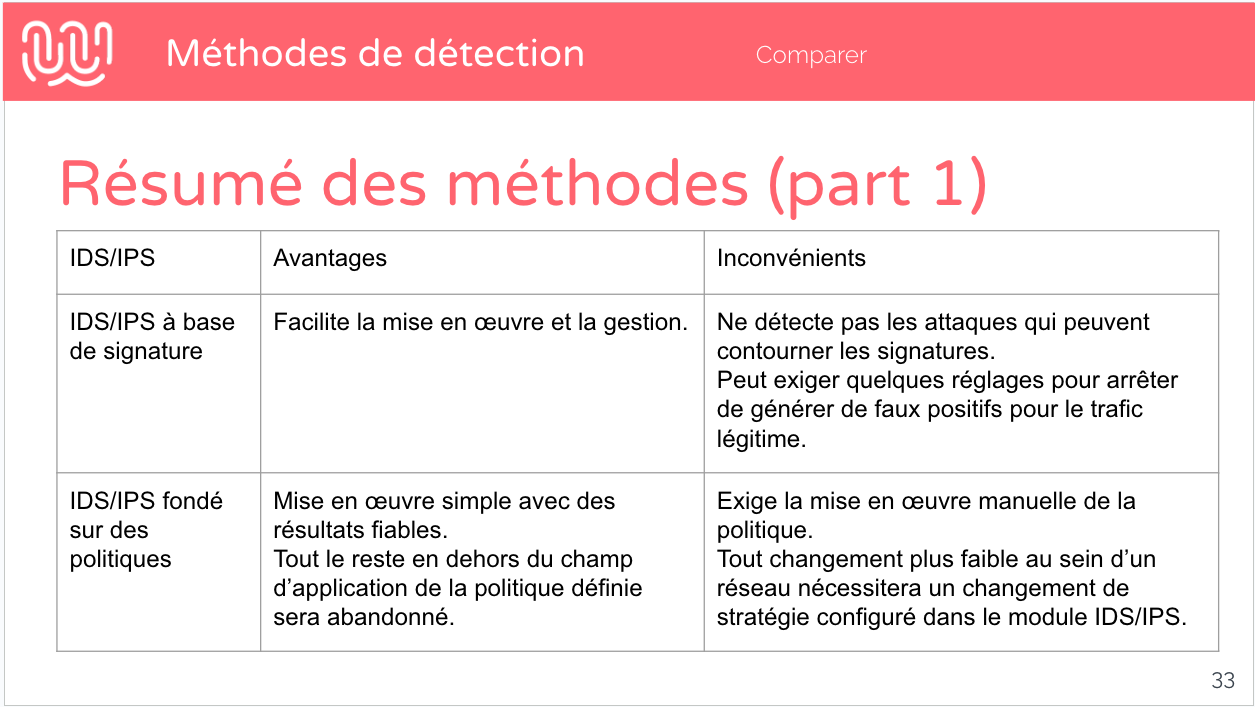 Méthodes de détection
Comparer
Résumé des méthodes (part 1)
IDS/IPS
Avantages
Inconvénients
IDS/IPS à base
de signature
Facilite la mise en œuvre et la gestion.
Ne détecte pas les attaques qui peuvent
contourner les signatures.
Peut exiger quelques réglages pour arrêter
de générer de faux positifs pour le trafic
légitime.
IDS/IPS fondé
sur des
politiques
Mise en œuvre simple avec des
résultats fiables.
Tout le reste en dehors du champ
d’application de la politique définie
sera abandonné.
Exige la mise en œuvre manuelle de la
politique.
Tout changement plus faible au sein d’un
réseau nécessitera un changement de
stratégie configuré dans le module IDS/IPS.
33